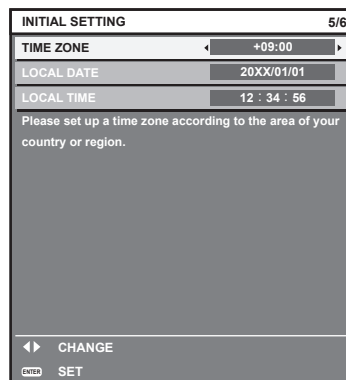 INITIAL SETTING 5/6
TIME ZONE +09:00
LOCAL DATE 20XX/01/01
LOCAL TIME 12 : 34 : 56
Please set up a time zone according to the area of your
country or region.
CHANGE
ENTER SET